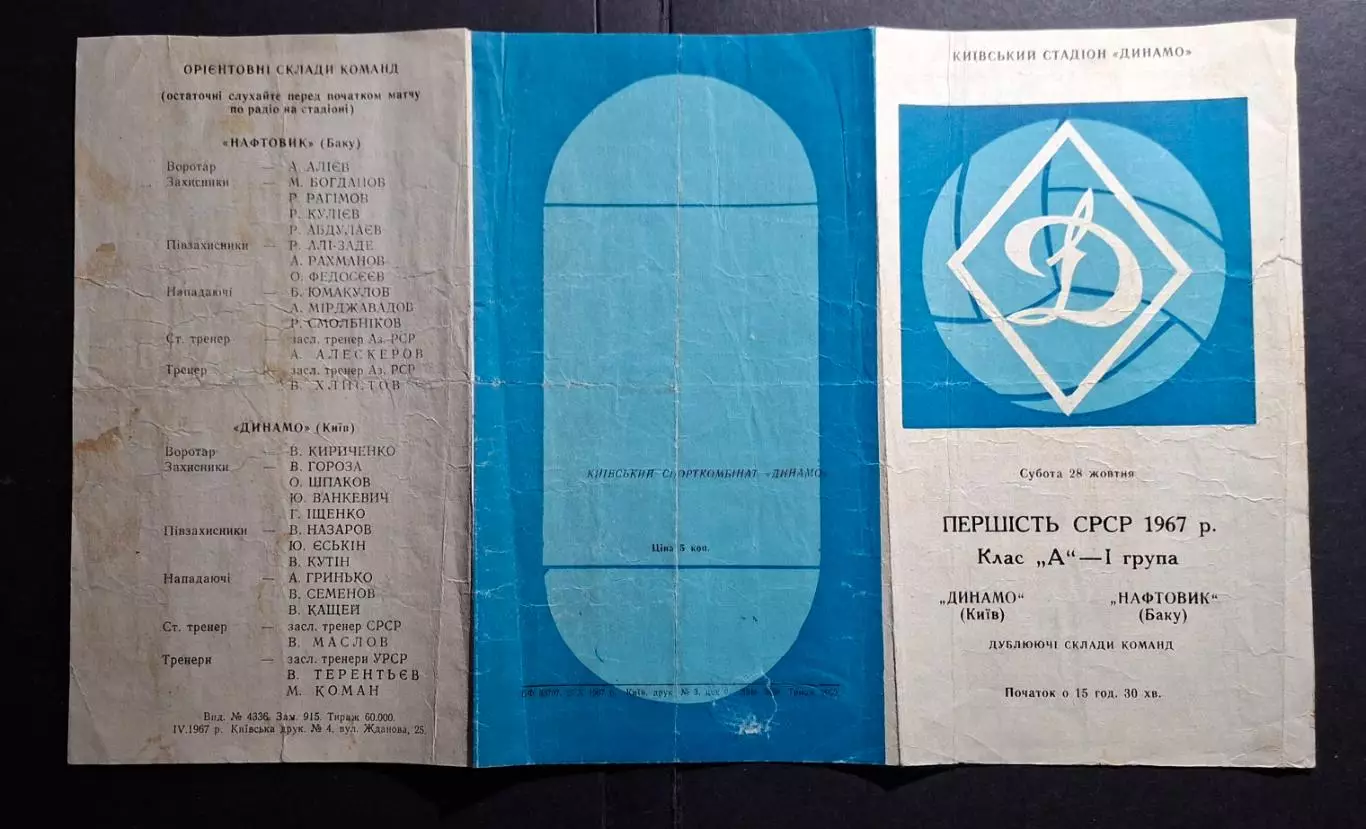 ОРІЄНТОВНІ СКЛАДИ КОМАНД
(остаточні слухайте перед початком матчу
по радіо на стадіоні)
«НАФТОВИК» (Баку)
Воротар — А. АЛІЄВ
Захисники — М. БОГДАНОВ
Р. РАГІМОВ
Р. КУЛІЄВ
Р. АБДУЛАЄВ
Півзахисники — Р. АЛІ-ЗАДЕ
А. РАХМАНОВ
О. ФЕДОСЄЄВ
Нападаючі — Б. ЮМАКУЛОВ
А. МІРДЖАВАДОВ
Р. СМОЛЬНІКОВ
Ст. тренер — засл. тренер Аз. РСР
А. АЛЕСКЕРОВ
Тренер — засл. тренер Аз. РСР
В. ХЛИСТОВ
«ДИНАМО» (Київ)
Воротар — В. КИРИЧЕНКО
Захисники — В. ГОРОЗА
О. ШПАКОВ
Ю. ВАНКЕВИЧ
Г. ІЩЕНКО
Півзахисники — В. НАЗАРОВ
Ю. ЄСЬКІН
В. КУТІН
Нападаючі — А. ГРИНЬКО
В. СЕМЕНОВ
В. КАЩЕЙ
Ст. тренер — засл. тренер СРСР
В. МАСЛОВ
Тренери — засл. тренери УРСР
В. ТЕРЕНТЬЄВ
М. КОМАН
Вид. № 4336. Зам. 915. Тираж 60.000.
IV.1967 р. Київська друк. № 4, вул. Жданова, 25.
КИЇВСЬКИЙ СПОРТКОМБІНАТ «ДИНАМО»
Ціна 5 коп.
1967 р. Київ, друк. № 3,
КИЇВСЬКИЙ СТАДІОН «ДИНАМО»
Д
Субота 28 жовтня
ПЕРШІСТЬ СРСР 1967 р.
Клас „А“ — І група
„ДИНАМО“ „НАФТОВИК“
(Київ) (Баку)
ДУБЛЮЮЧІ СКЛАДИ КОМАНД
Початок о 15 год. 30 хв.